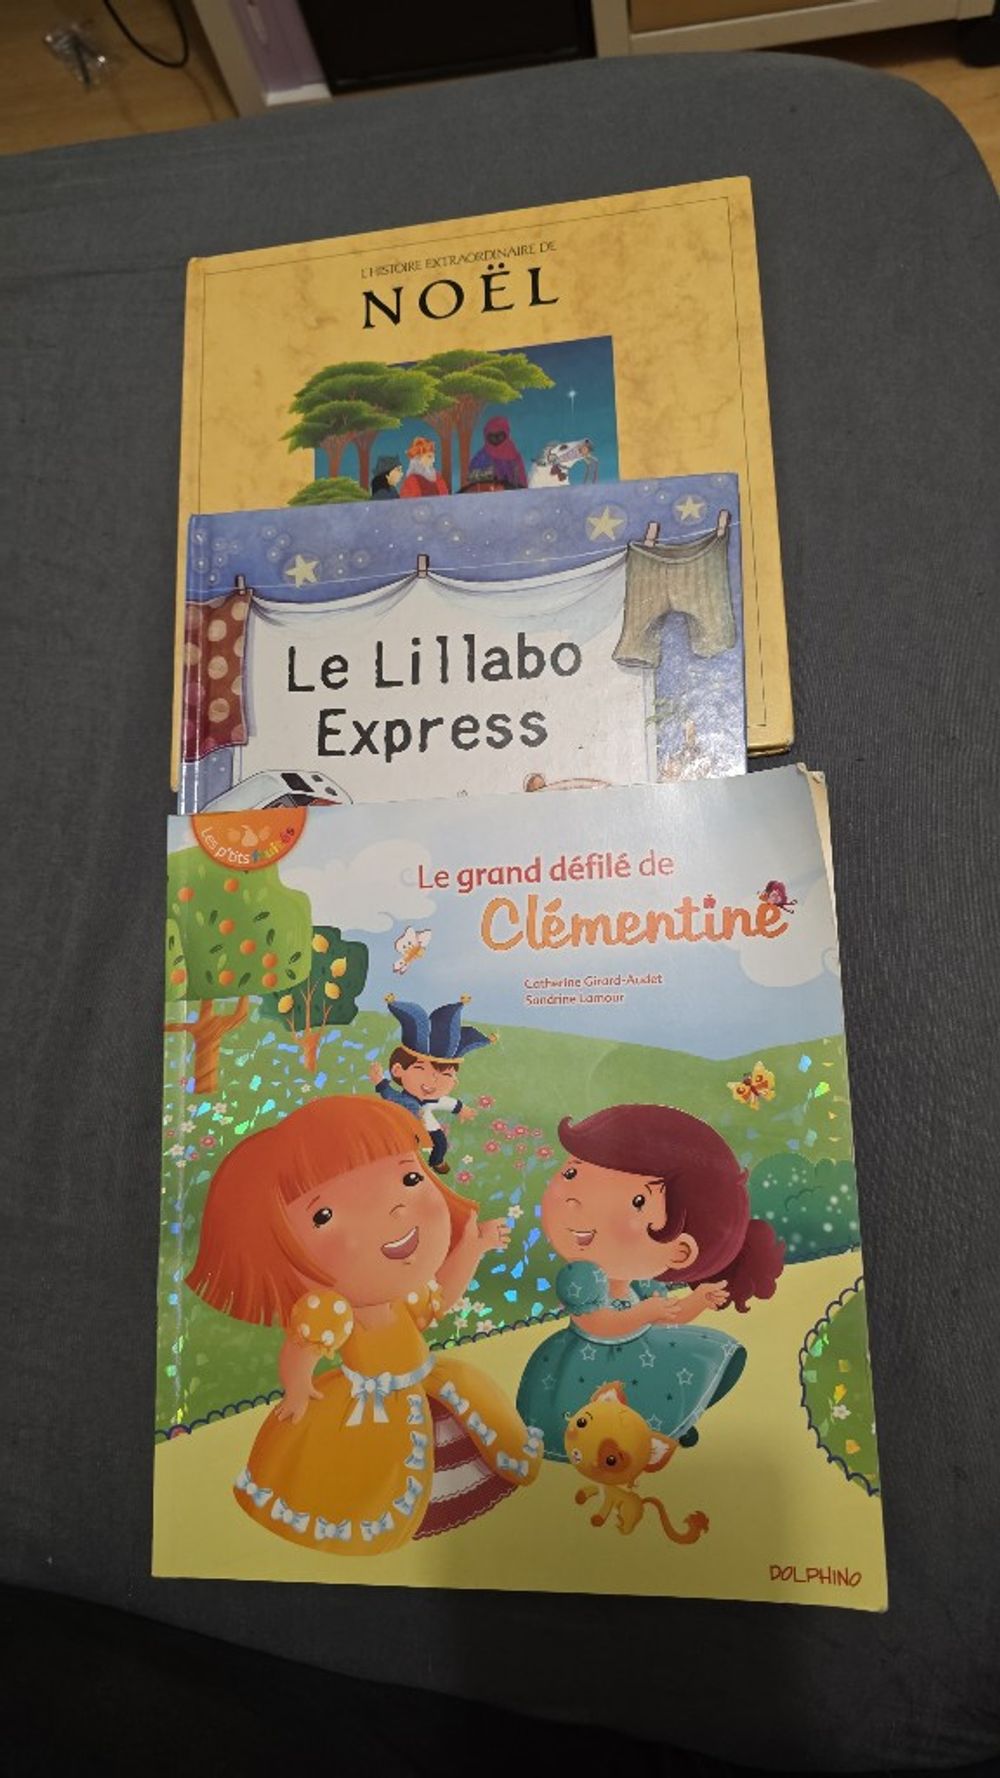 L'HISTOIRE EXTRAORDINAIRE DE
NOËL
Le Lillabo
Express
Les p'tits fruités
Le grand défilé de
Clémentine
Catherine Girard-Audet
Sandrine Lamour
DOLPHINO